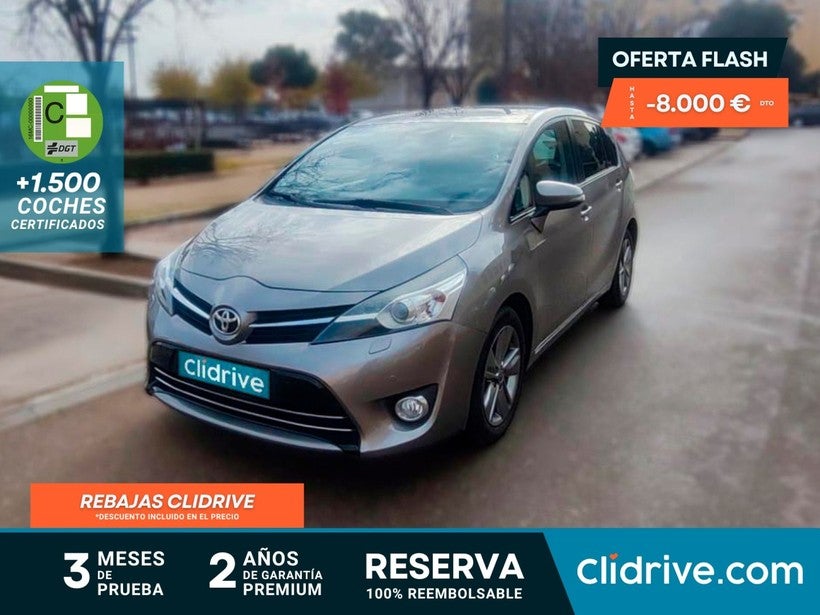 OFERTA FLASH
HASTA
-8.000 € DTO
C
DGT
+1.500
COCHES
CERTIFICADOS
Clidrive
REBAJAS CLIDRIVE
*DESCUENTO INCLUIDO EN EL PRECIO
3 MESES
DE
PRUEBA
2 AÑOS
DE GARANTÍA
PREMIUM
RESERVA
100% REEMBOLSABLE
Clidrive.com